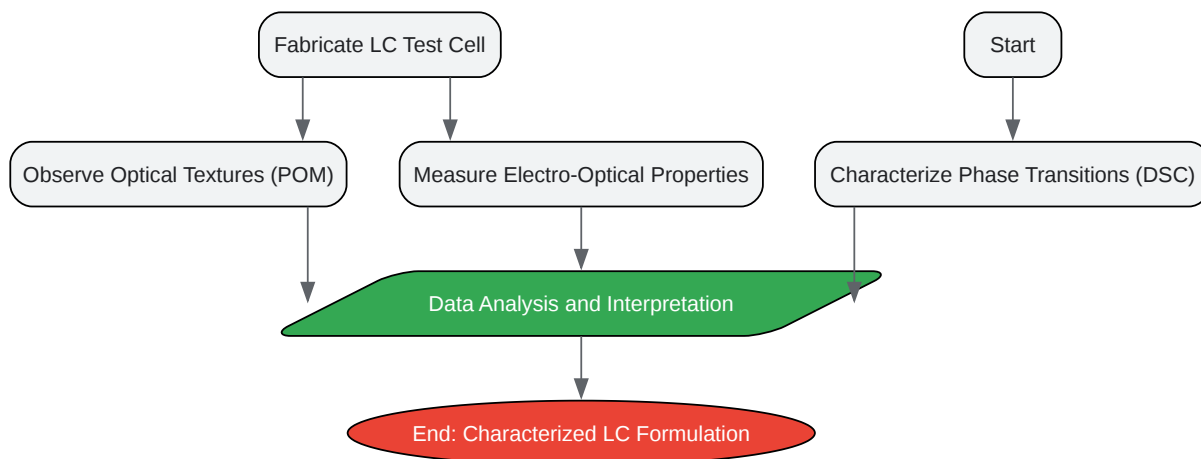 Fabricate LC Test Cell
Start
Observe Optical Textures (POM)
Measure Electro-Optical Properties
Characterize Phase Transitions (DSC)
Data Analysis and Interpretation
End: Characterized LC Formulation